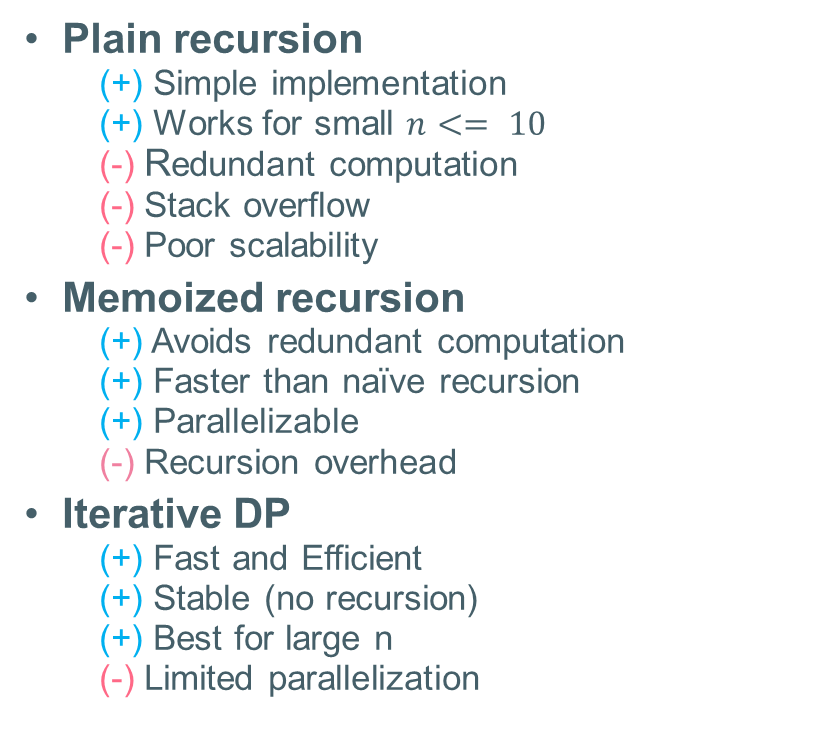 • Plain recursion
(+) Simple implementation
(+) Works for small n <= 10
(-) Redundant computation
(-) Stack overflow
(-) Poor scalability
• Memoized recursion
(+) Avoids redundant computation
(+) Faster than naïve recursion
(+) Parallelizable
(-) Recursion overhead
• Iterative DP
(+) Fast and Efficient
(+) Stable (no recursion)
(+) Best for large n
(-) Limited parallelization